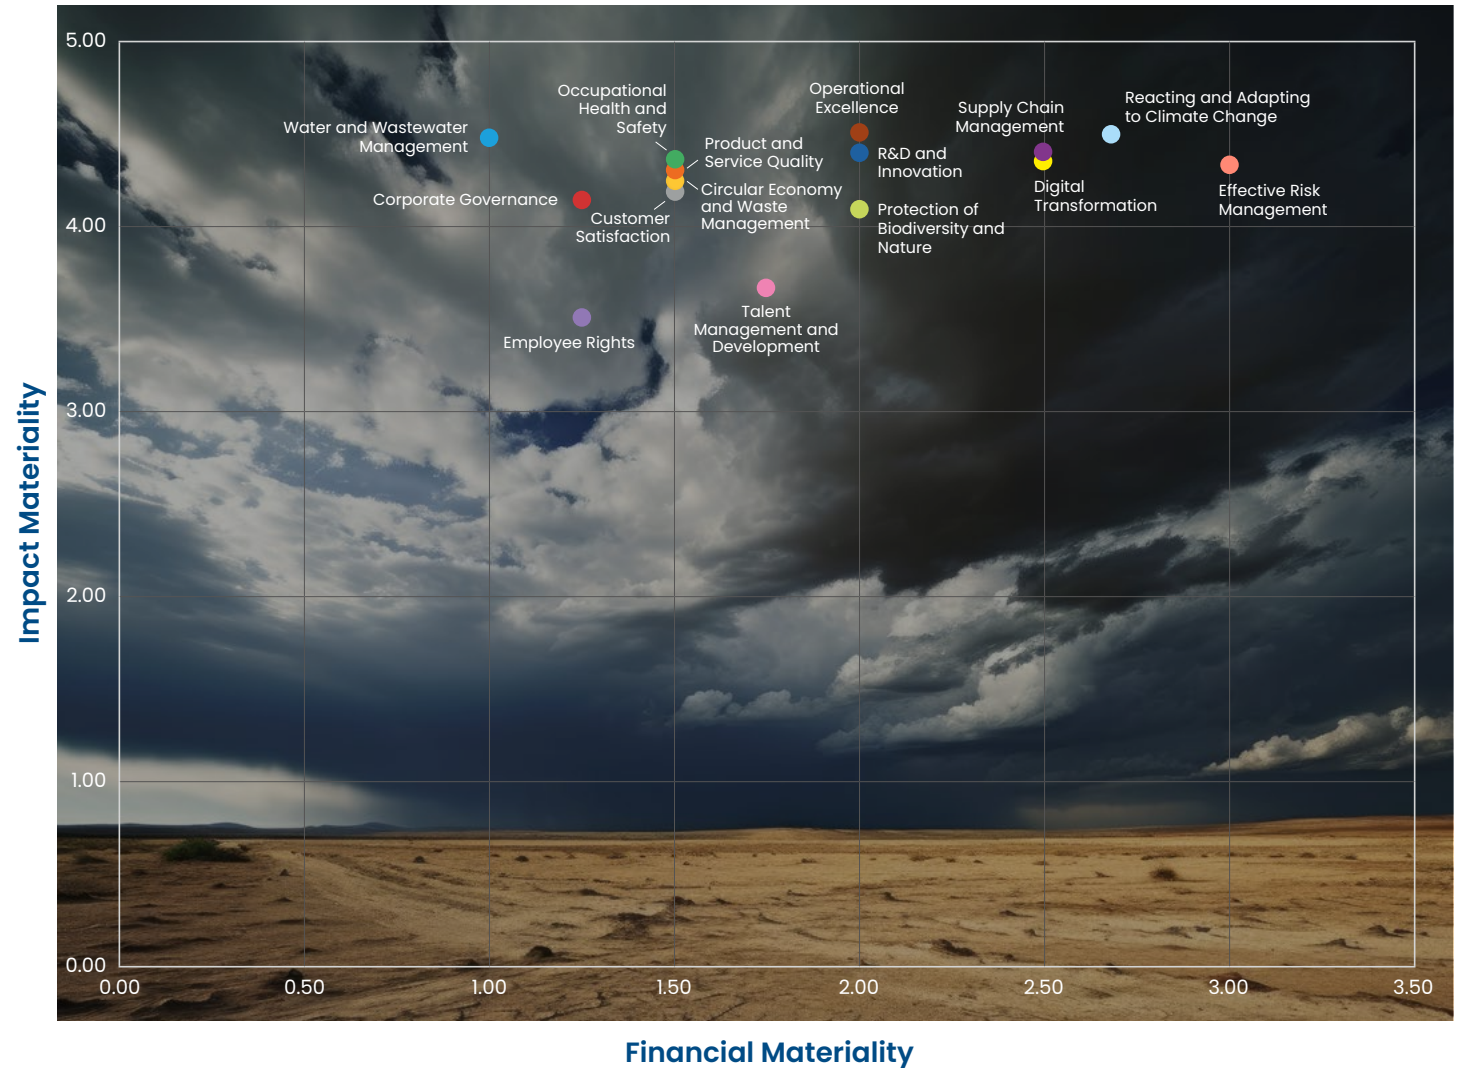 Impact Materiality
5.00
4.00
3.00
2.00
1.00
0.00
Water and Wastewater
Management
Occupational
Health and
Safety
Product and
Service Quality
Circular Economy
and Waste
Management
Customer
Satisfaction
Corporate Governance
Employee Rights
Talent
Management and
Development
Operational
Excellence
R&D and
Innovation
Protection of
Biodiversity and
Nature
Supply Chain
Management
Digital
Transformation
Reacting and Adapting
to Climate Change
Effective Risk
Management
0.00
0.50
1.00
1.50
2.00
2.50
3.00
3.50
Financial Materiality